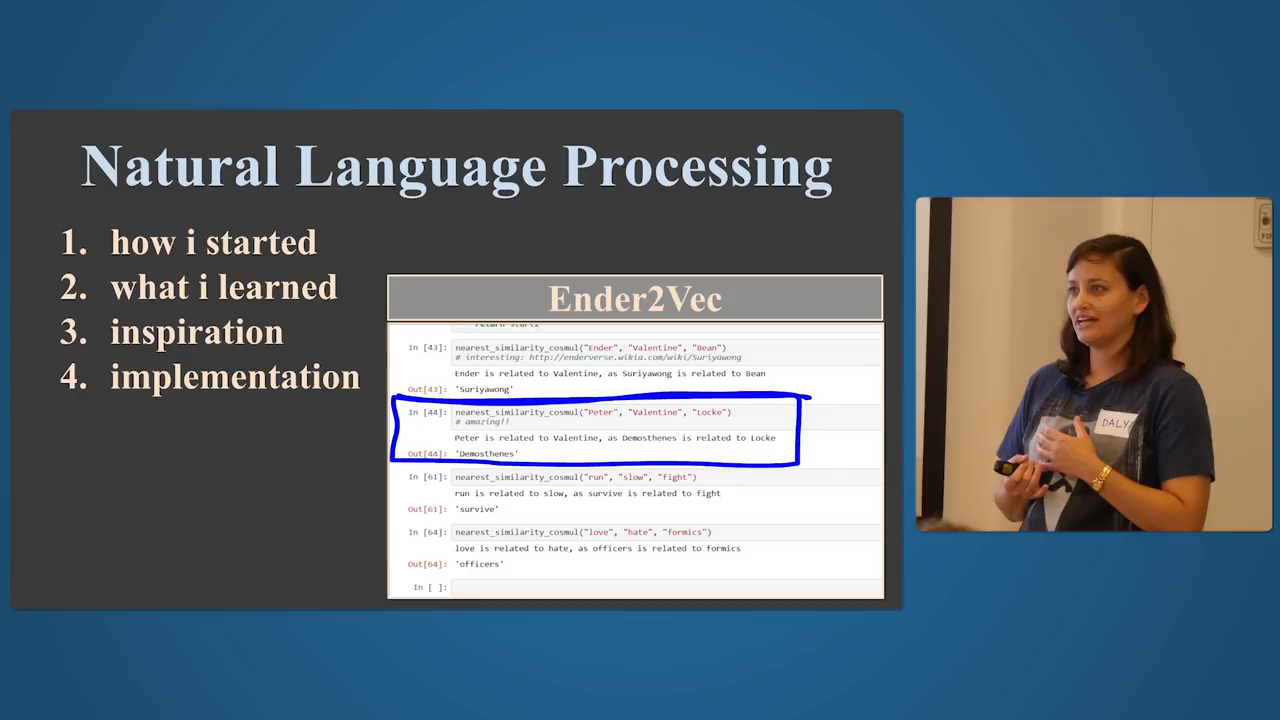 Natural Language Processing
1. how i started
2. what i learned
3. inspiration
4. implementation
Ender2Vec
In [43]: nearest_similarity_cosmul("Ender", "Valentine", "Bean")
# interesting: http://enderverse.wikia.com/wiki/Suriyawong
Ender is related to Valentine, as Suriyawong is related to Bean
Out[43]: 'Suriyawong'
In [44]: nearest_similarity_cosmul("Peter", "Valentine", "Locke")
# amazing!!
Peter is related to Valentine, as Demosthenes is related to Locke
Out[44]: 'Demosthenes'
In [61]: nearest_similarity_cosmul("run", "slow", "fight")
run is related to slow, as survive is related to fight
Out[61]: 'survive'
In [64]: nearest_similarity_cosmul("love", "hate", "formics")
love is related to hate, as officers is related to formics
Out[64]: 'officers'
In [ ]: